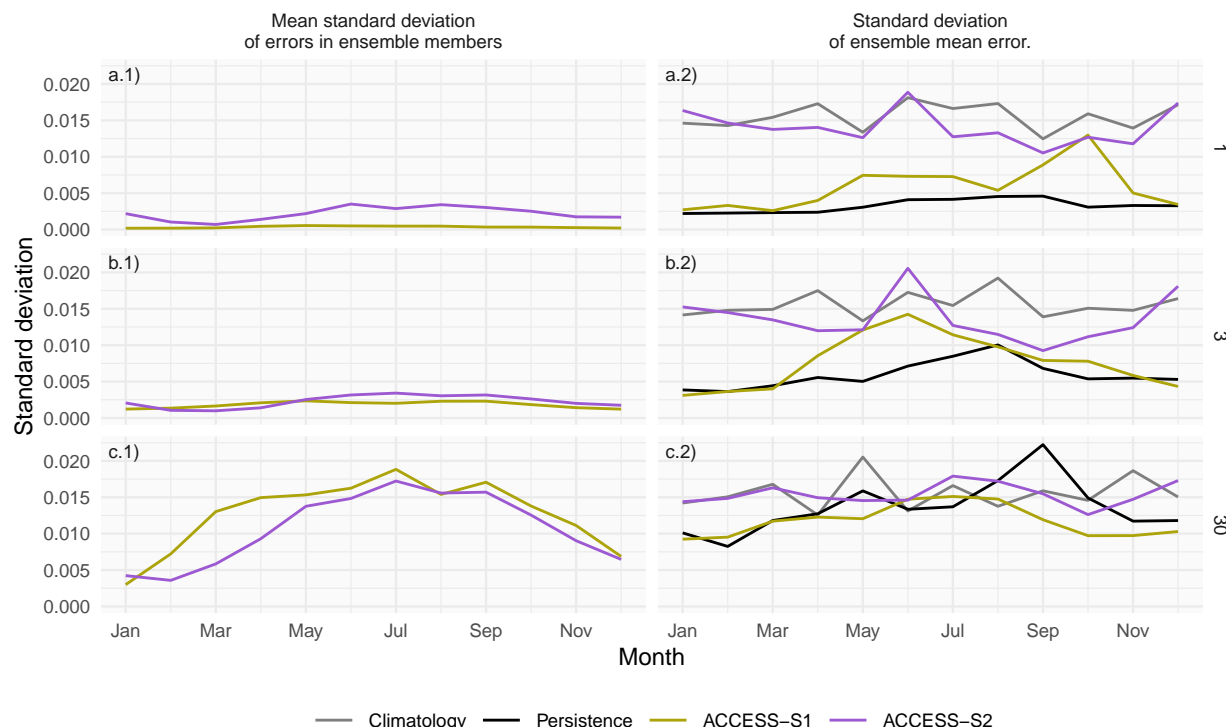 Mean standard deviation
of errors in ensemble members
Standard deviation
of ensemble mean error.
a.1)
a.2)
0.020
0.015
0.010
0.005
0.000
1
b.1)
b.2)
0.020
0.015
0.010
0.005
0.000
3
Standard deviation
c.1)
c.2)
0.020
0.015
0.010
0.005
0.000
30
Jan Mar May Jul Sep Nov
Jan Mar May Jul Sep Nov
Month
Climatology Persistence ACCESS−S1 ACCESS−S2